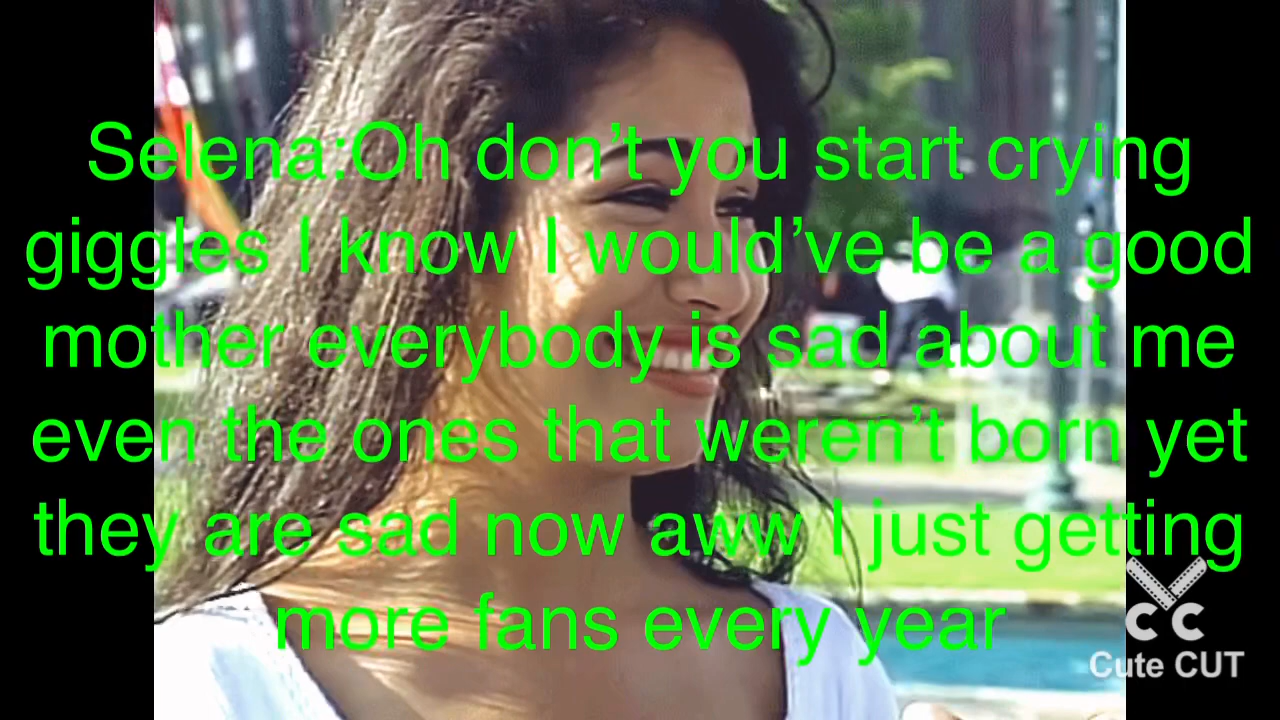 Selena:Oh don’t you start crying
giggles I know I would’ve be a good
mother everybody is sad about me
even the ones that weren’t born yet
they are sad now aww I just getting
more fans every year
CC
Cute CUT